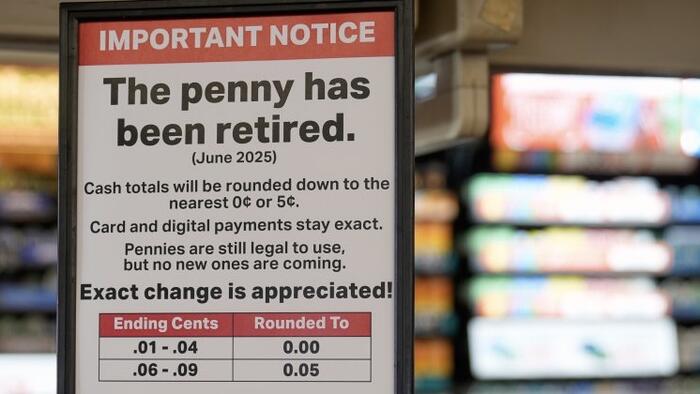 IMPORTANT NOTICE
The penny has
been retired.
(June 2025)
Cash totals will be rounded down to the
nearest 0¢ or 5¢.
Card and digital payments stay exact.
Pennies are still legal to use,
but no new ones are coming.
Exact change is appreciated!
Ending Cents Rounded To
.01 - .04 0.00
.06 - .09 0.05